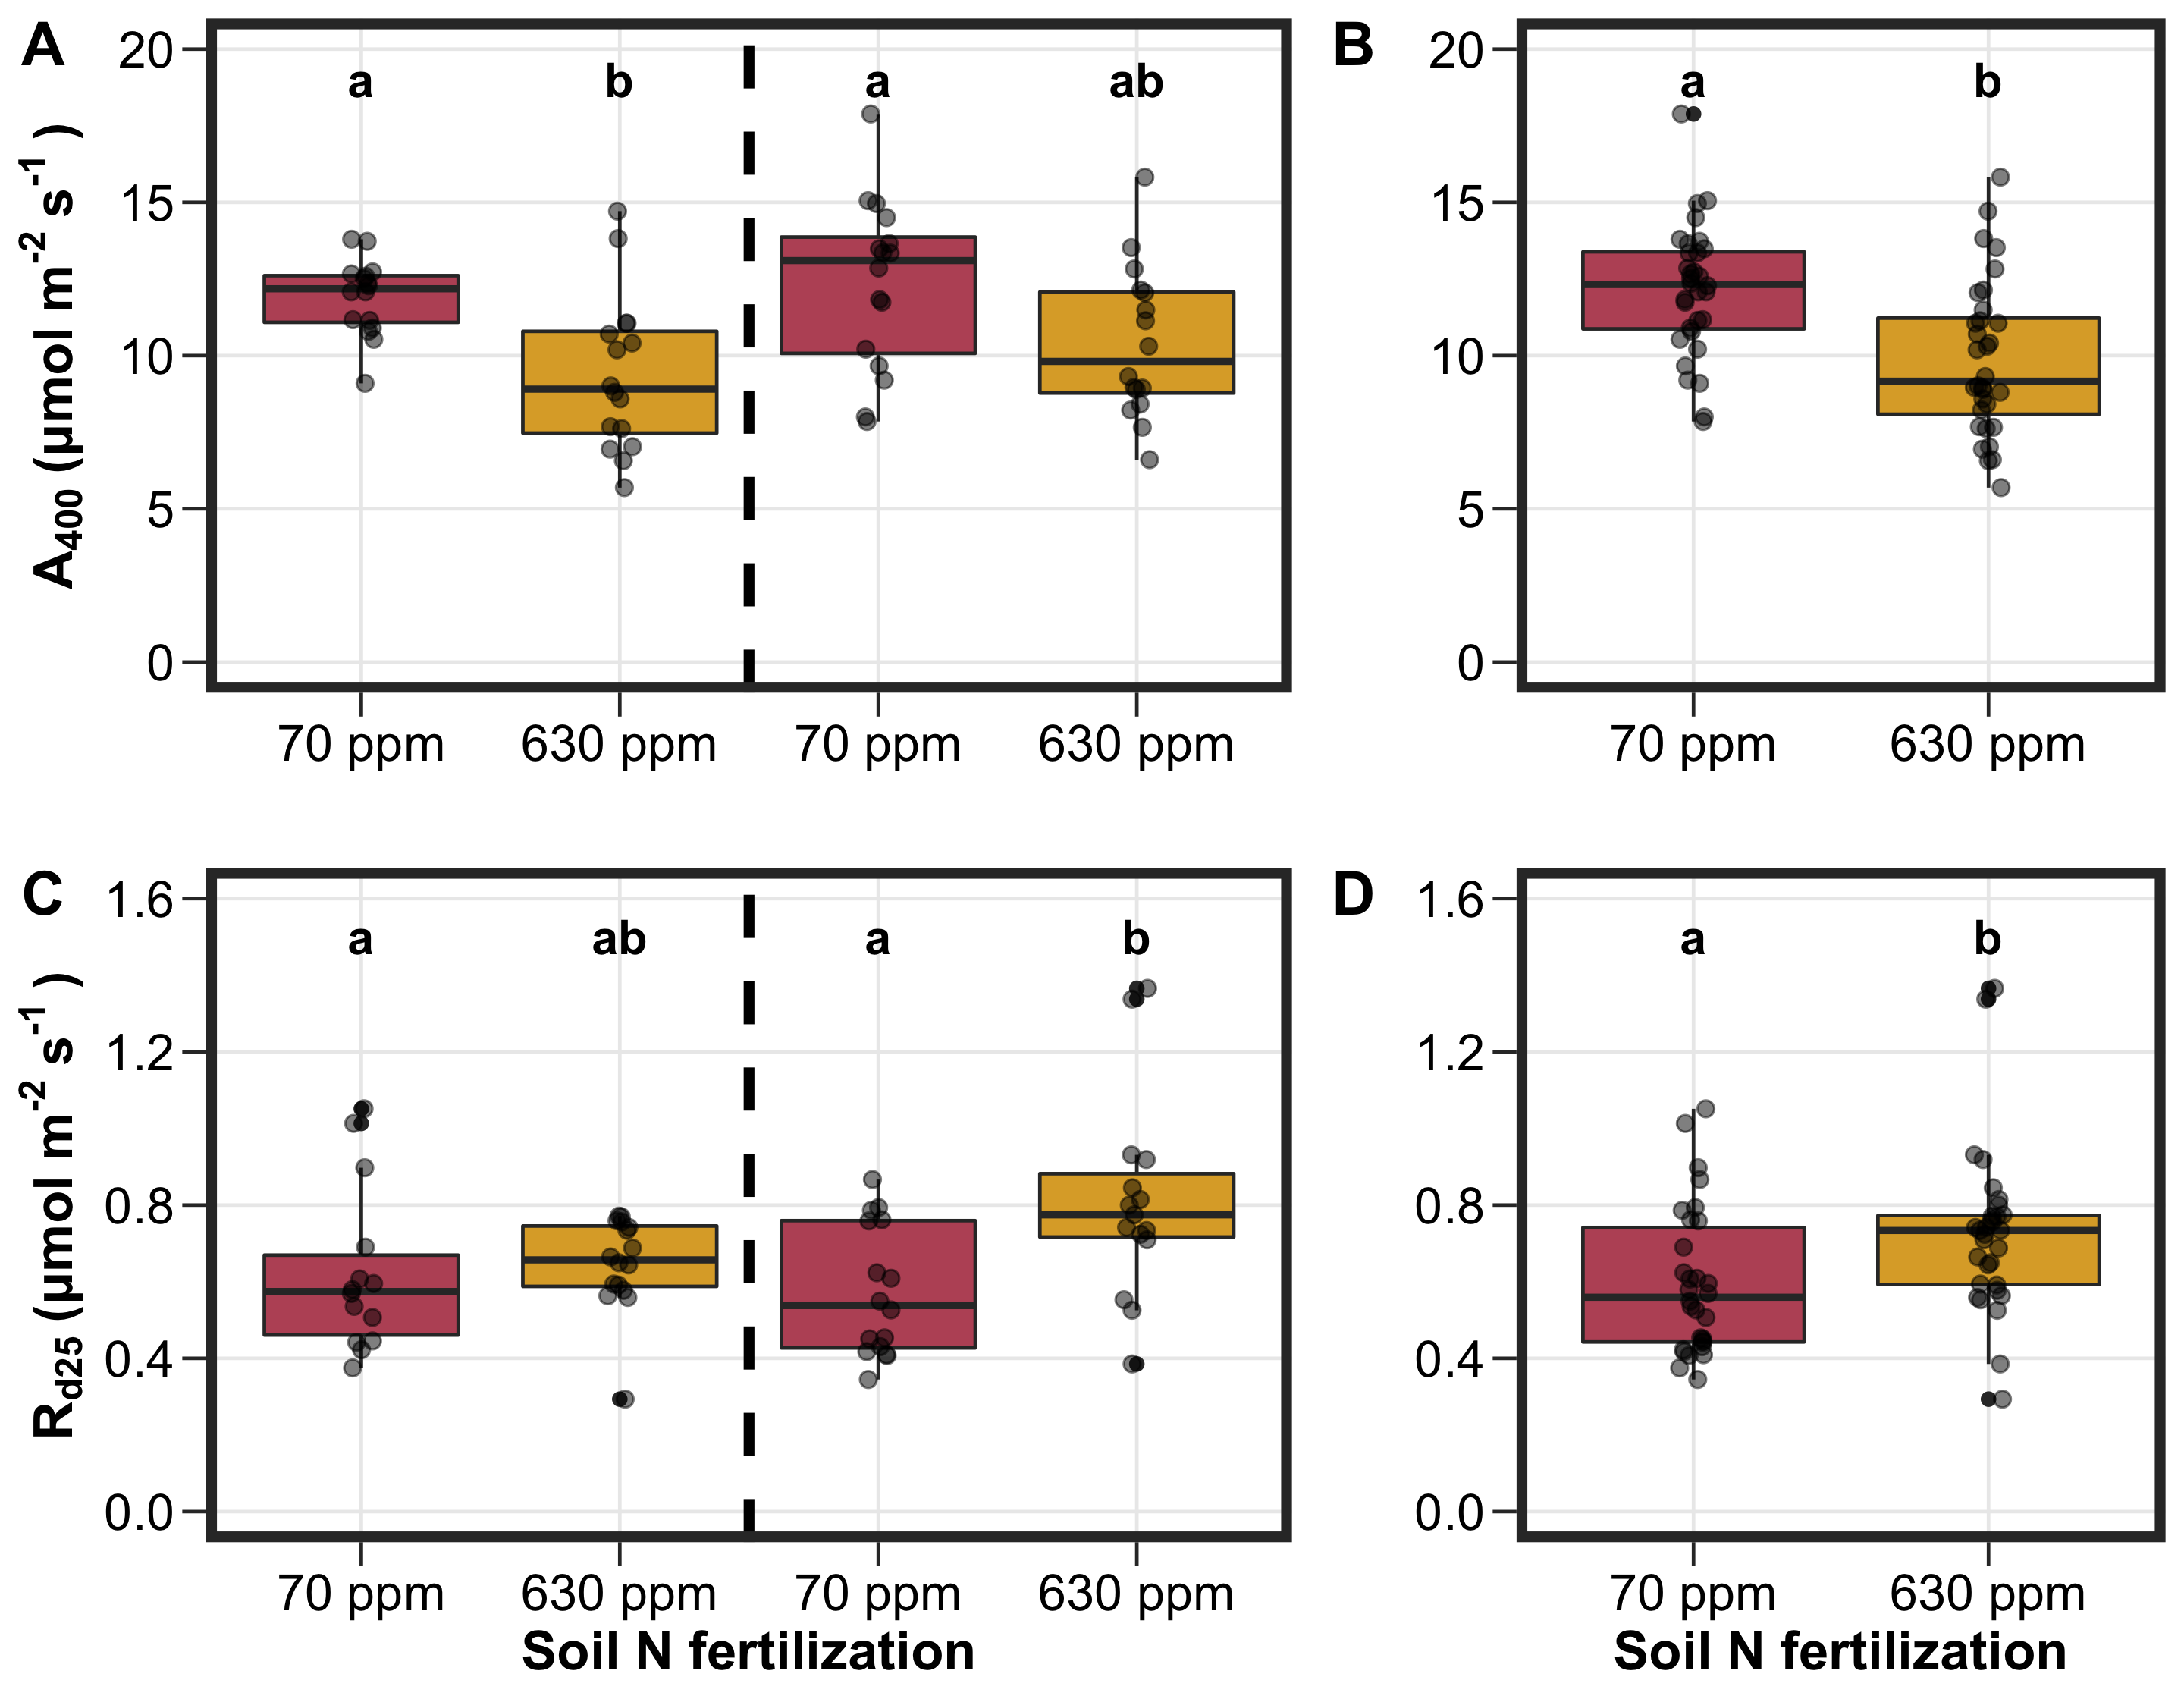 A
B
A400 (μmol m-2 s-1 )
20
15
10
5
0
a b a ab
70 ppm 630 ppm 70 ppm 630 ppm
20
15
10
5
0
a b
70 ppm 630 ppm
C
D
Rd25 (μmol m-2 s-1 )
1.6
1.2
0.8
0.4
0.0
a ab a b
70 ppm 630 ppm 70 ppm 630 ppm
Soil N fertilization
1.6
1.2
0.8
0.4
0.0
a b
70 ppm 630 ppm
Soil N fertilization